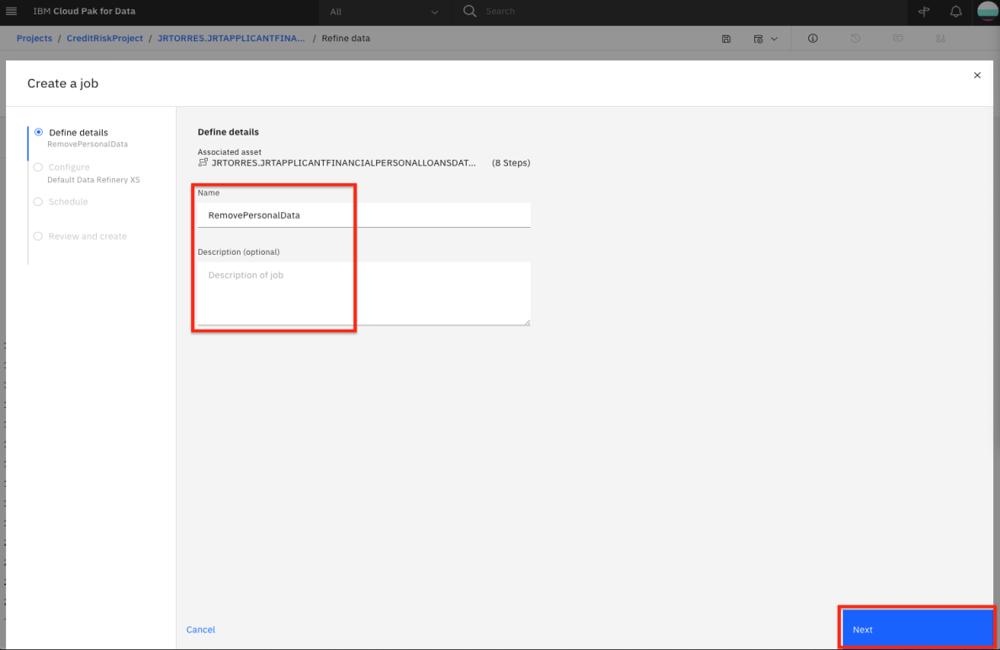 IBM Cloud Pak for Data
All
Search
Projects / CreditRiskProject / JRTORRES.JRTAPPLICANTFINA... / Refine data
Create a job
Define details
RemovePersonalData
Configure
Default Data Refinery XS
Schedule
Review and create
Define details
Associated asset
JRTORRES.JRTAPPLICANTFINANCIALPERSONALLOANSDAT... (8 Steps)
Name
RemovePersonalData
Description (optional)
Description of job
Cancel
Next